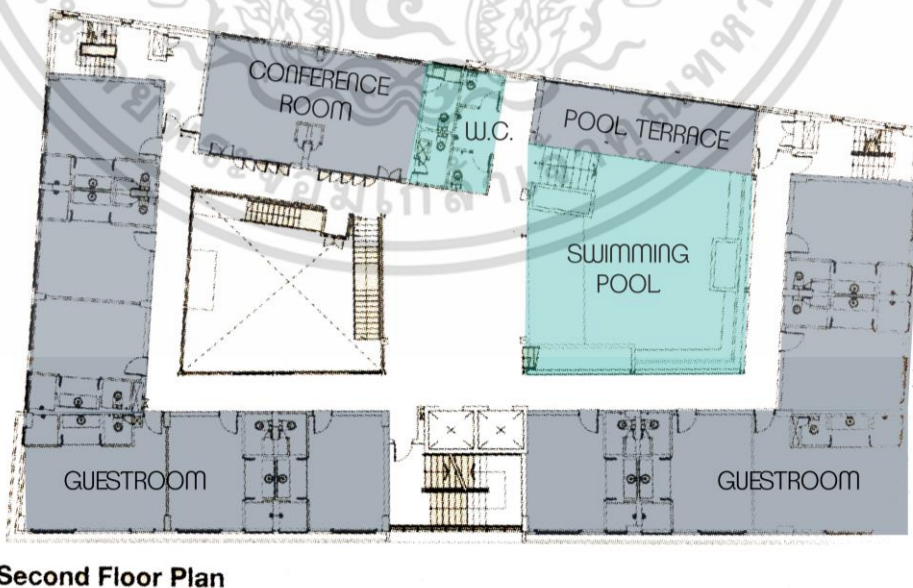 CONFERENCE
ROOM
W.C.
POOL TERRACE
SWIMMING
POOL
GUESTROOM
GUESTROOM
Second Floor Plan